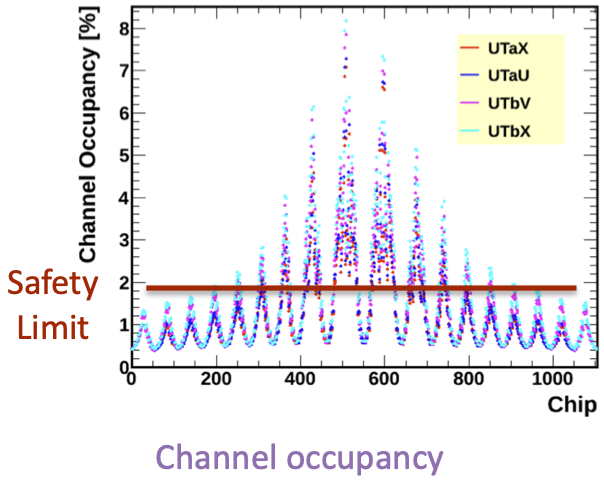 Channel Occupancy [%]
8
7
6
5
4
3
2
1
0
0 200 400 600 800 1000
Chip
UTaX
UTaU
UTbV
UTbX
Safety
Limit
Channel occupancy